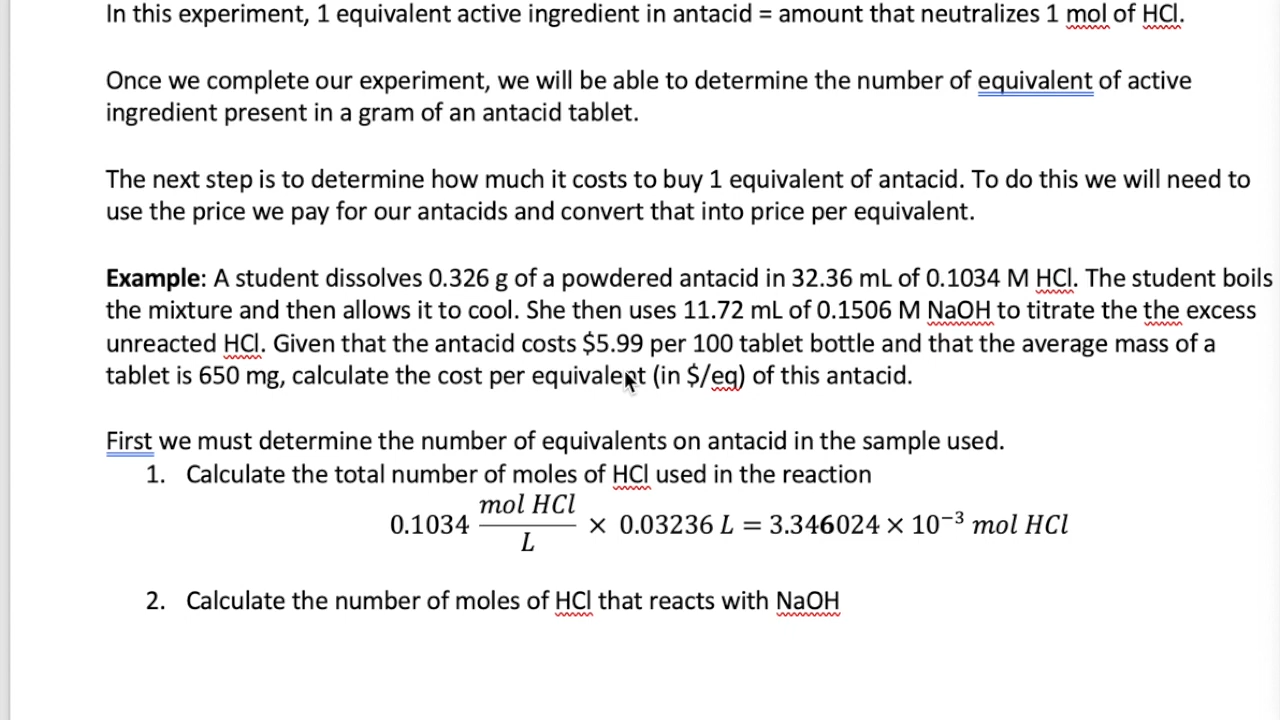 In this experiment, 1 equivalent active ingredient in antacid = amount that neutralizes 1 mol of HCl.
Once we complete our experiment, we will be able to determine the number of equivalent of active
ingredient present in a gram of an antacid tablet.
The next step is to determine how much it costs to buy 1 equivalent of antacid. To do this we will need to
use the price we pay for our antacids and convert that into price per equivalent.
Example: A student dissolves 0.326 g of a powdered antacid in 32.36 mL of 0.1034 M HCl. The student boils
the mixture and then allows it to cool. She then uses 11.72 mL of 0.1506 M NaOH to titrate the the excess
unreacted HCl. Given that the antacid costs $5.99 per 100 tablet bottle and that the average mass of a
tablet is 650 mg, calculate the cost per equivalent (in $/eq) of this antacid.
First we must determine the number of equivalents on antacid in the sample used.
1. Calculate the total number of moles of HCl used in the reaction
0.1034 mol HCl / L × 0.03236 L = 3.346024 × 10⁻³ mol HCl
2. Calculate the number of moles of HCl that reacts with NaOH